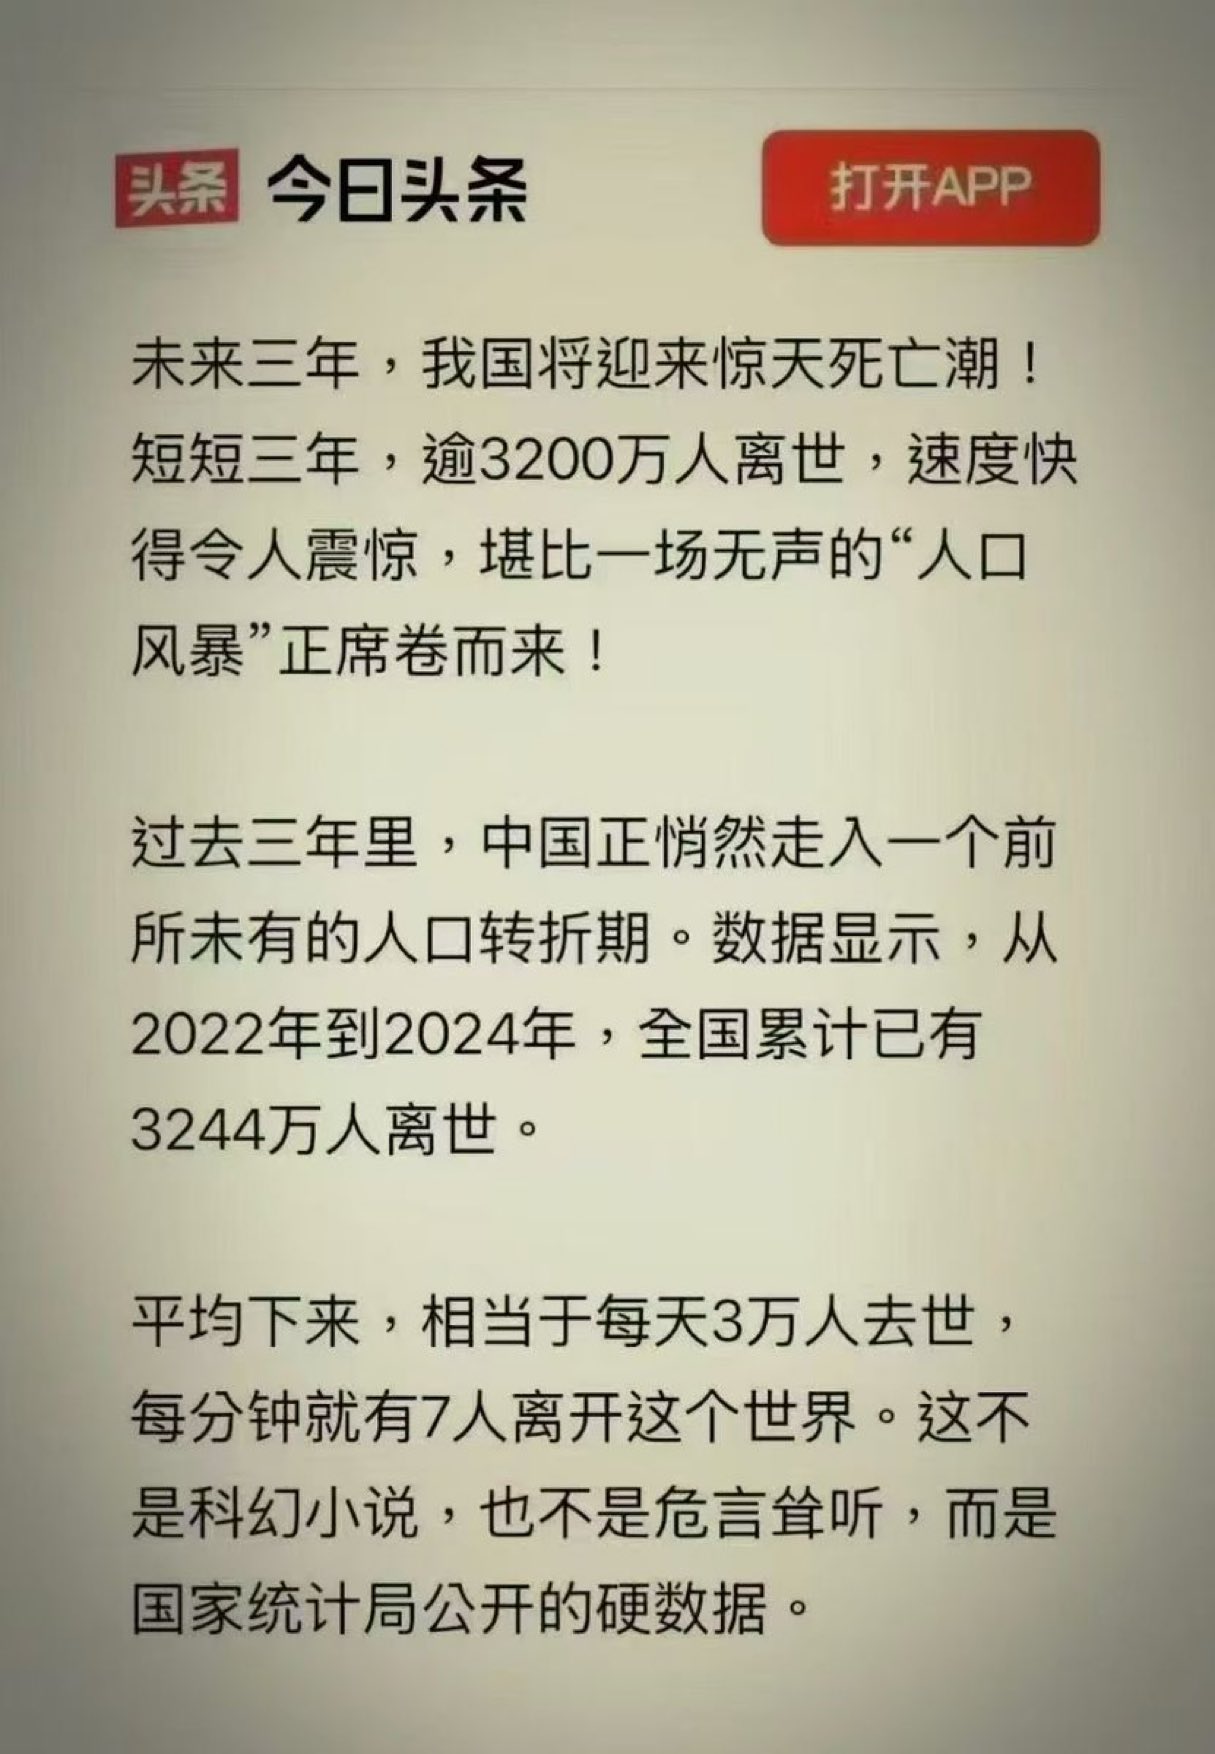 头条 今日头条 打开APP
未来三年，我国将迎来惊天死亡潮！
短短三年，逾3200万人离世，速度快
得令人震惊，堪比一场无声的“人口
风暴”正席卷而来！
过去三年里，中国正悄然走入一个前
所未有的人口转折期。数据显示，从
2022年到2024年，全国累计已有
3244万人离世。
平均下来，相当于每天3万人去世，
每分钟就有7人离开这个世界。这不
是科幻小说，也不是危言耸听，而是
国家统计局公开的硬数据。